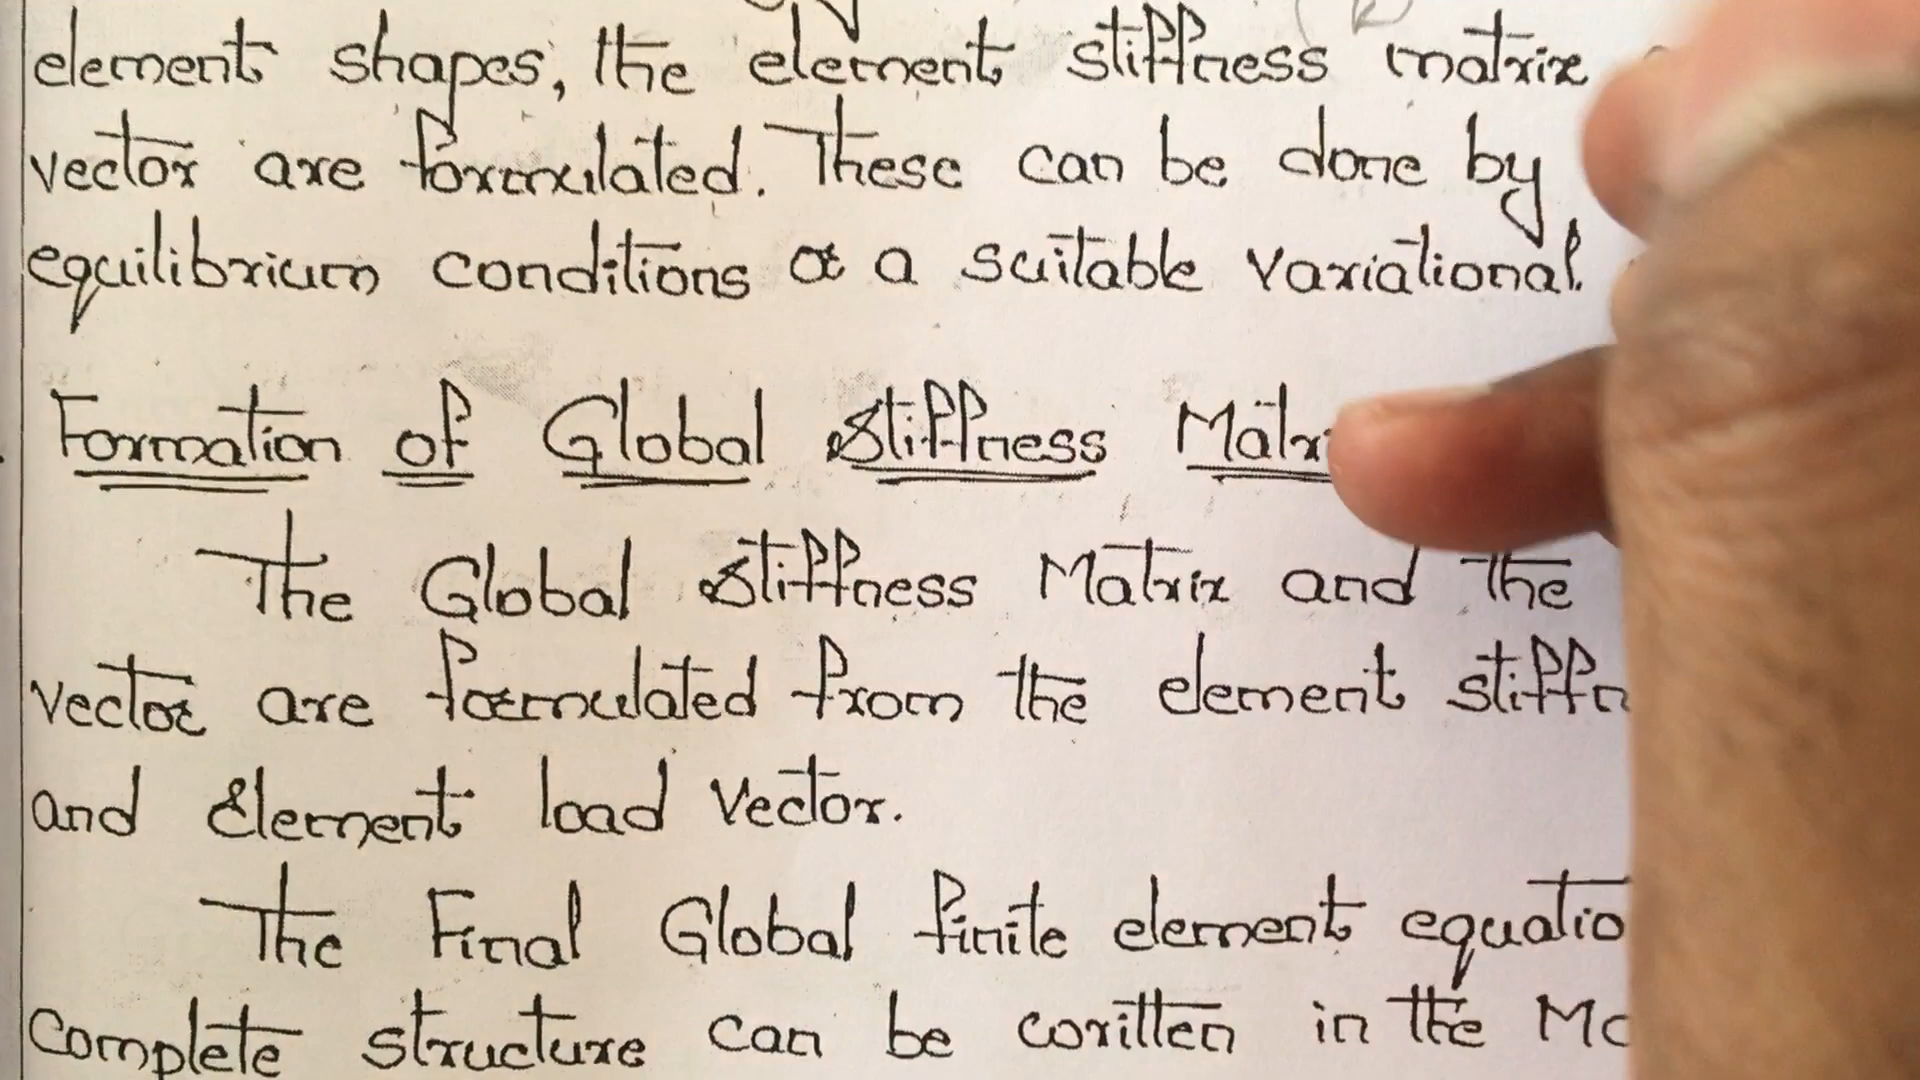 element shapes, the element stiffness matrix
vector are formulated. These can be done by
equilibrium conditions or a suitable variational
Formation of Global Stiffness
The Global Stiffness Matrix and the
vector are formulated from the element
and Element load vector.
The Final Global finite element
Complete structure can be written in the